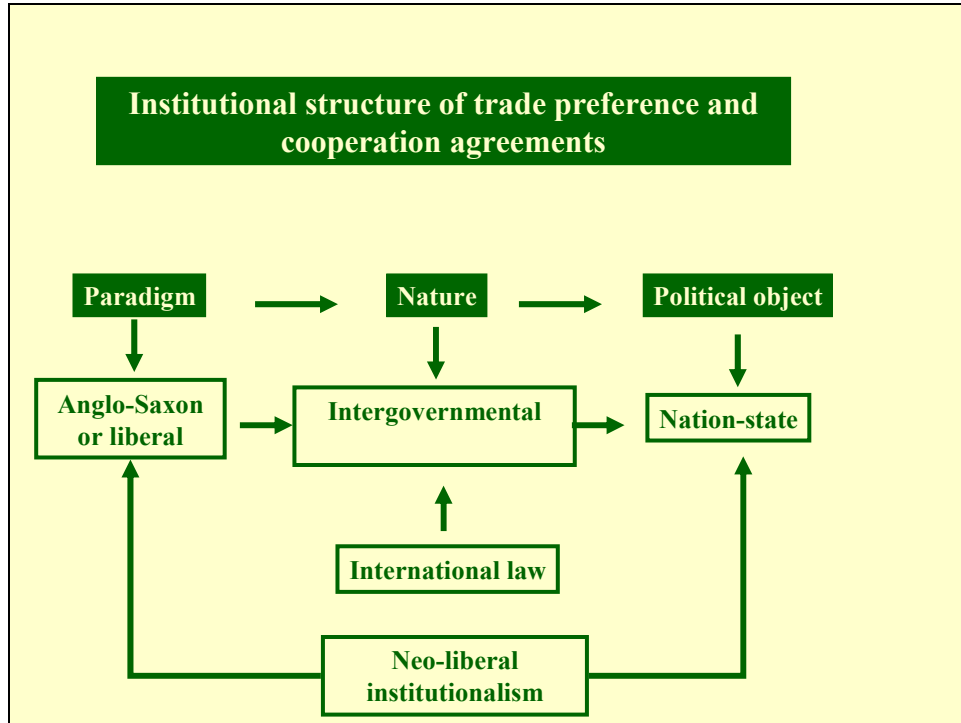 Institutional structure of trade preference and
cooperation agreements
Paradigm
Nature
Political object
Anglo-Saxon
or liberal
Intergovernmental
Nation-state
International law
Neo-liberal
institutionalism